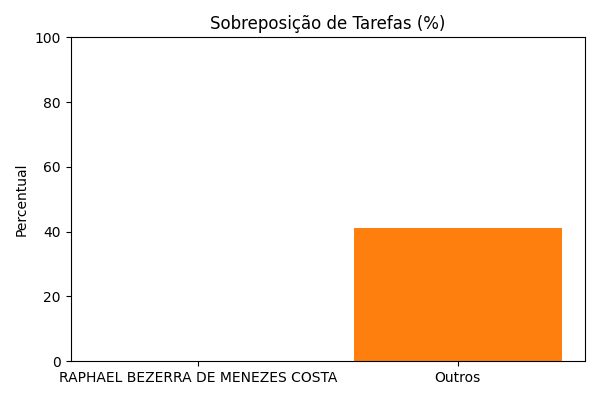 Sobreposição de Tarefas (%)
100
80
60
40
20
0
Percentual
RAPHAEL BEZERRA DE MENEZES COSTA
Outros